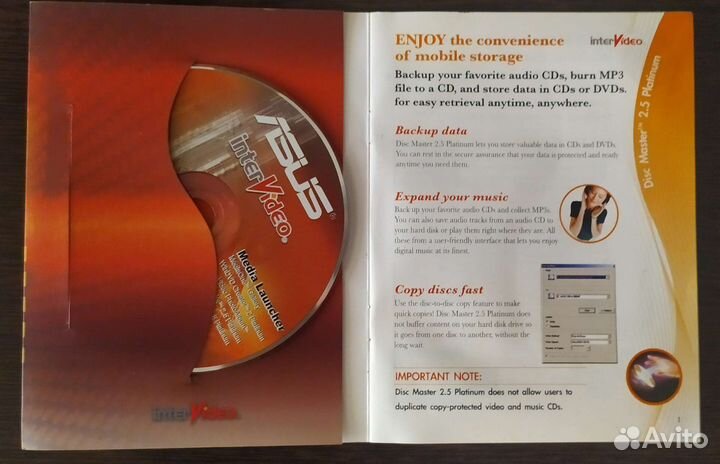 ASUS
InterVideo
Media Launcher
InterVideo
ENJOY the convenience
of mobile storage
InterVideo
Backup your favorite audio CDs, burn MP3
file to a CD, and store data in CDs or DVDs.
for easy retrieval anytime, anywhere.
Disc Master™ 2.5 Platinum
Backup data
Disc Master 2.5 Platinum lets you store valuable data in CDs and DVDs.
You can rest in the secure assurance that your data is protected and ready
anytime you need them.
Expand your music
Back up your favorite audio CDs and collect MP3s.
You can also save audio tracks from an audio CD to
your hard disk or play them right where they are. All
these from a user-friendly interface that lets you enjoy
digital music at its finest.
Copy discs fast
Use the disc-to-disc copy feature to make
quick copies! Disc Master 2.5 Platinum does
not buffer content on your hard disk drive so
it goes from one disc to another, without the
long wait.
IMPORTANT NOTE:
Disc Master 2.5 Platinum does not allow users to
duplicate copy-protected video and music CDs.
1
Avito